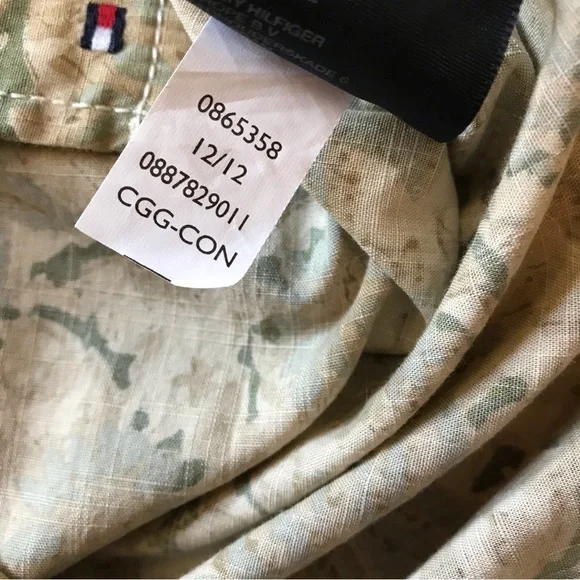 HILFIGER
B.V
0865358
12/12
0887829011
CGG-CON